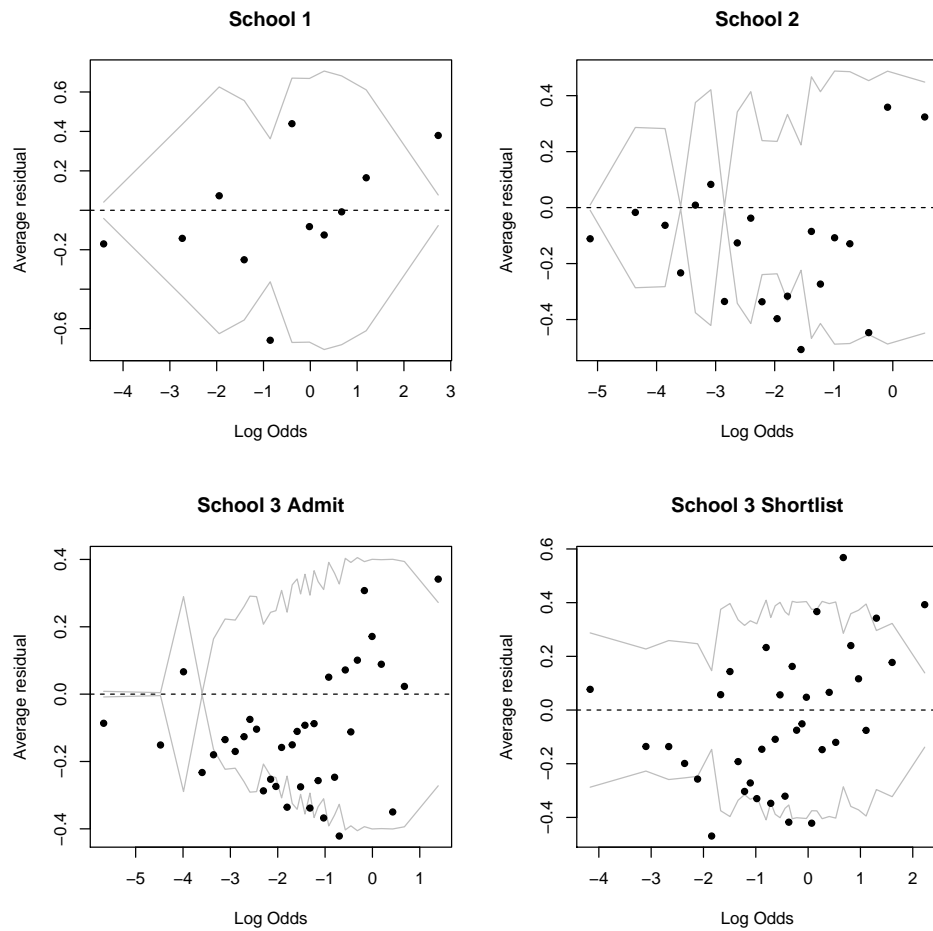 School 1
Average residual
−0.6 −0.2 0.2 0.4 0.6
−4 −3 −2 −1 0 1 2 3
Log Odds
School 2
Average residual
−0.4 −0.2 0.0 0.2 0.4
−5 −4 −3 −2 −1 0
Log Odds
School 3 Admit
Average residual
−0.4 −0.2 0.0 0.2 0.4
−5 −4 −3 −2 −1 0 1
Log Odds
School 3 Shortlist
Average residual
−0.4 −0.2 0.0 0.2 0.4 0.6
−4 −3 −2 −1 0 1 2
Log Odds